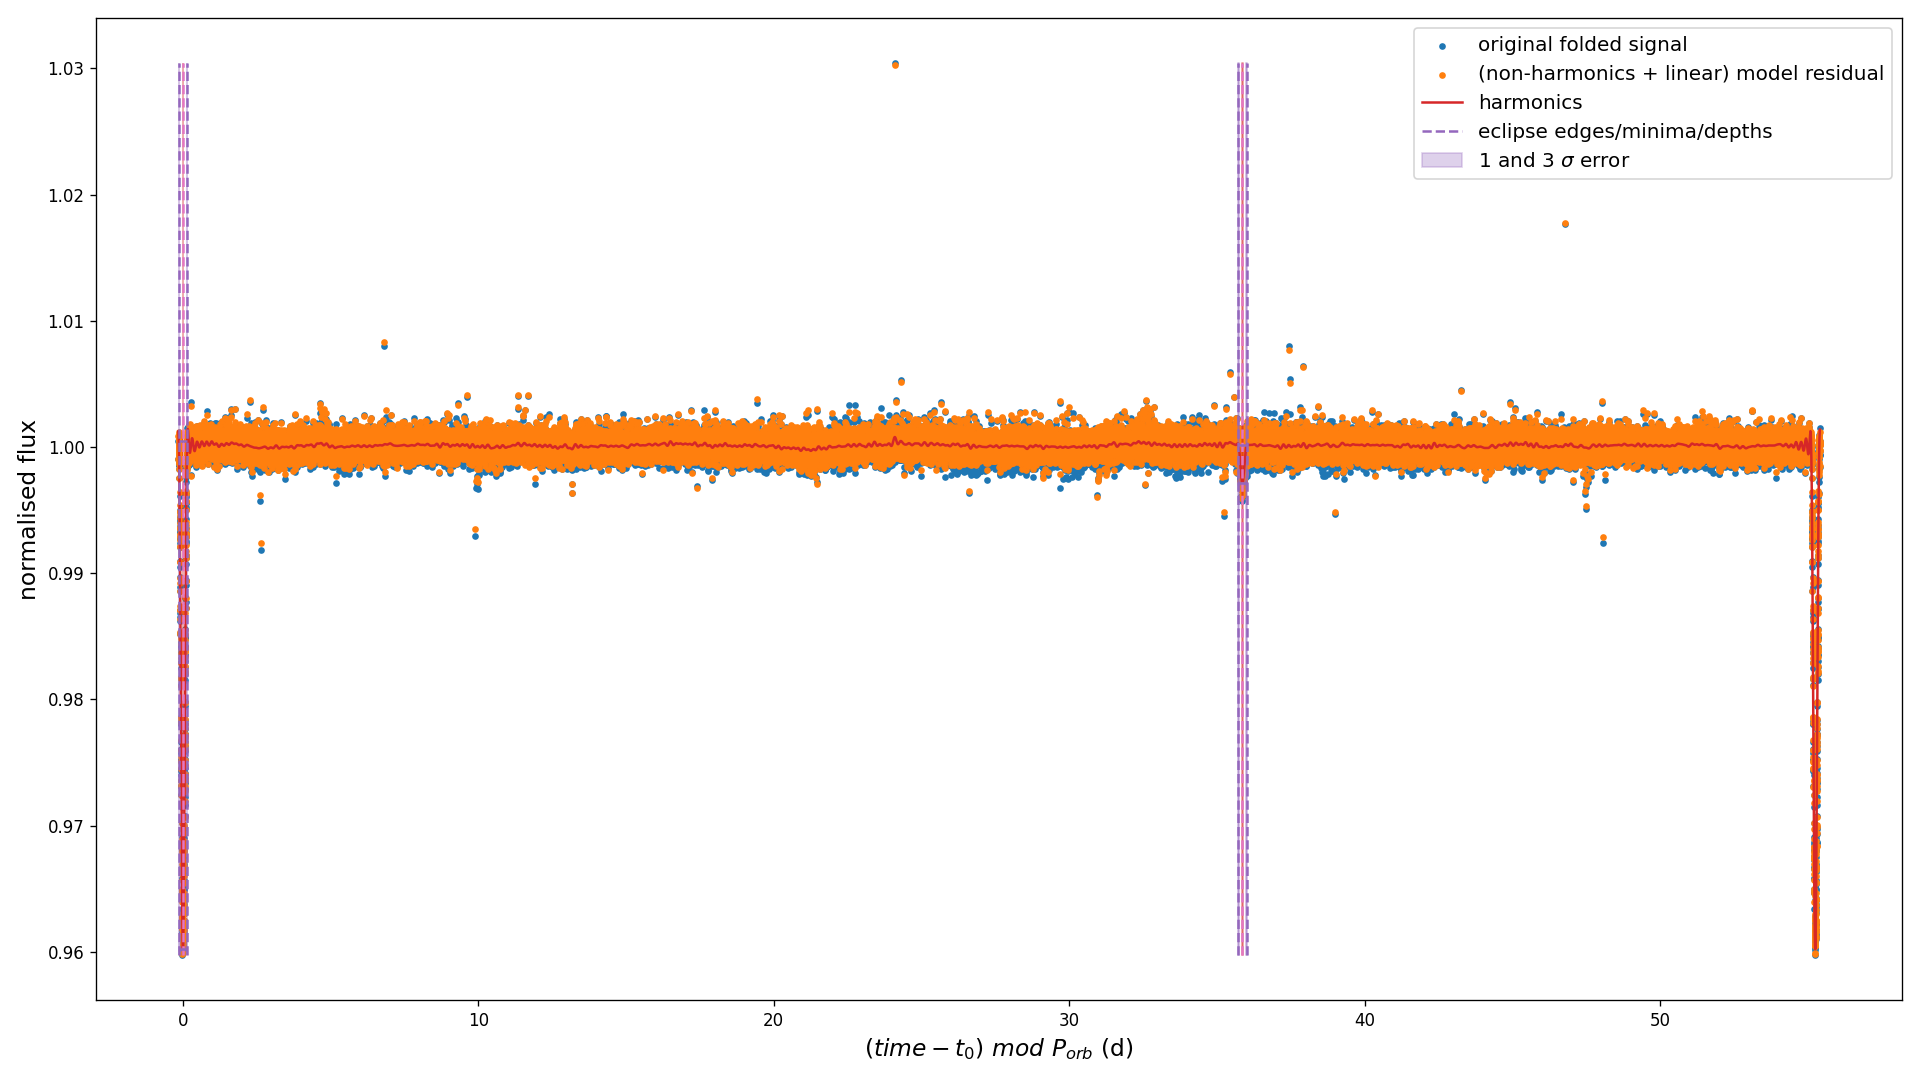 original folded signal
(non-harmonics + linear) model residual
harmonics
eclipse edges/minima/depths
1 and 3 σ error
normalised flux
1.03
1.02
1.01
1.00
0.99
0.98
0.97
0.96
0 10 20 30 40 50
(time − t₀) mod Pₒᵣb (d)